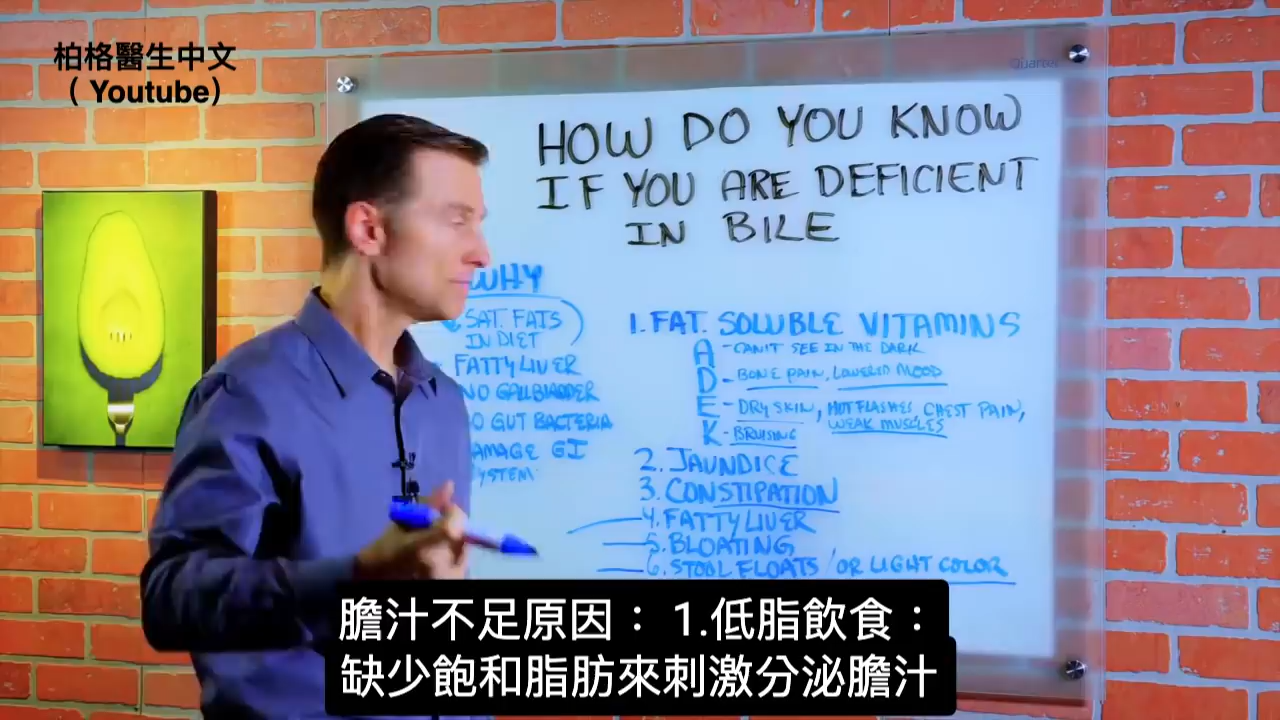 柏格醫生中文
( Youtube)
Quartet
HOW DO YOU KNOW
IF YOU ARE DEFICIENT
IN BILE
WHY
SAT. FATS
IN DIET
FATTY LIVER
NO GALLBLADDER
NO GUT BACTERIA
DAMAGE GI
SYSTEM
1. FAT. SOLUBLE VITAMINS
A - CAN'T SEE IN THE DARK
D - BONE PAIN, LOWERED MOOD
E - DRY SKIN, HOT FLASHES, CHEST PAIN,
WEAK MUSCLES
K - BRUISING
2. JAUNDICE
3. CONSTIPATION
4. FATTY LIVER
5. BLOATING
6. STOOL FLOATS / OR LIGHT COLOR
膽汁不足原因： 1.低脂飲食：
缺少飽和脂肪來刺激分泌膽汁